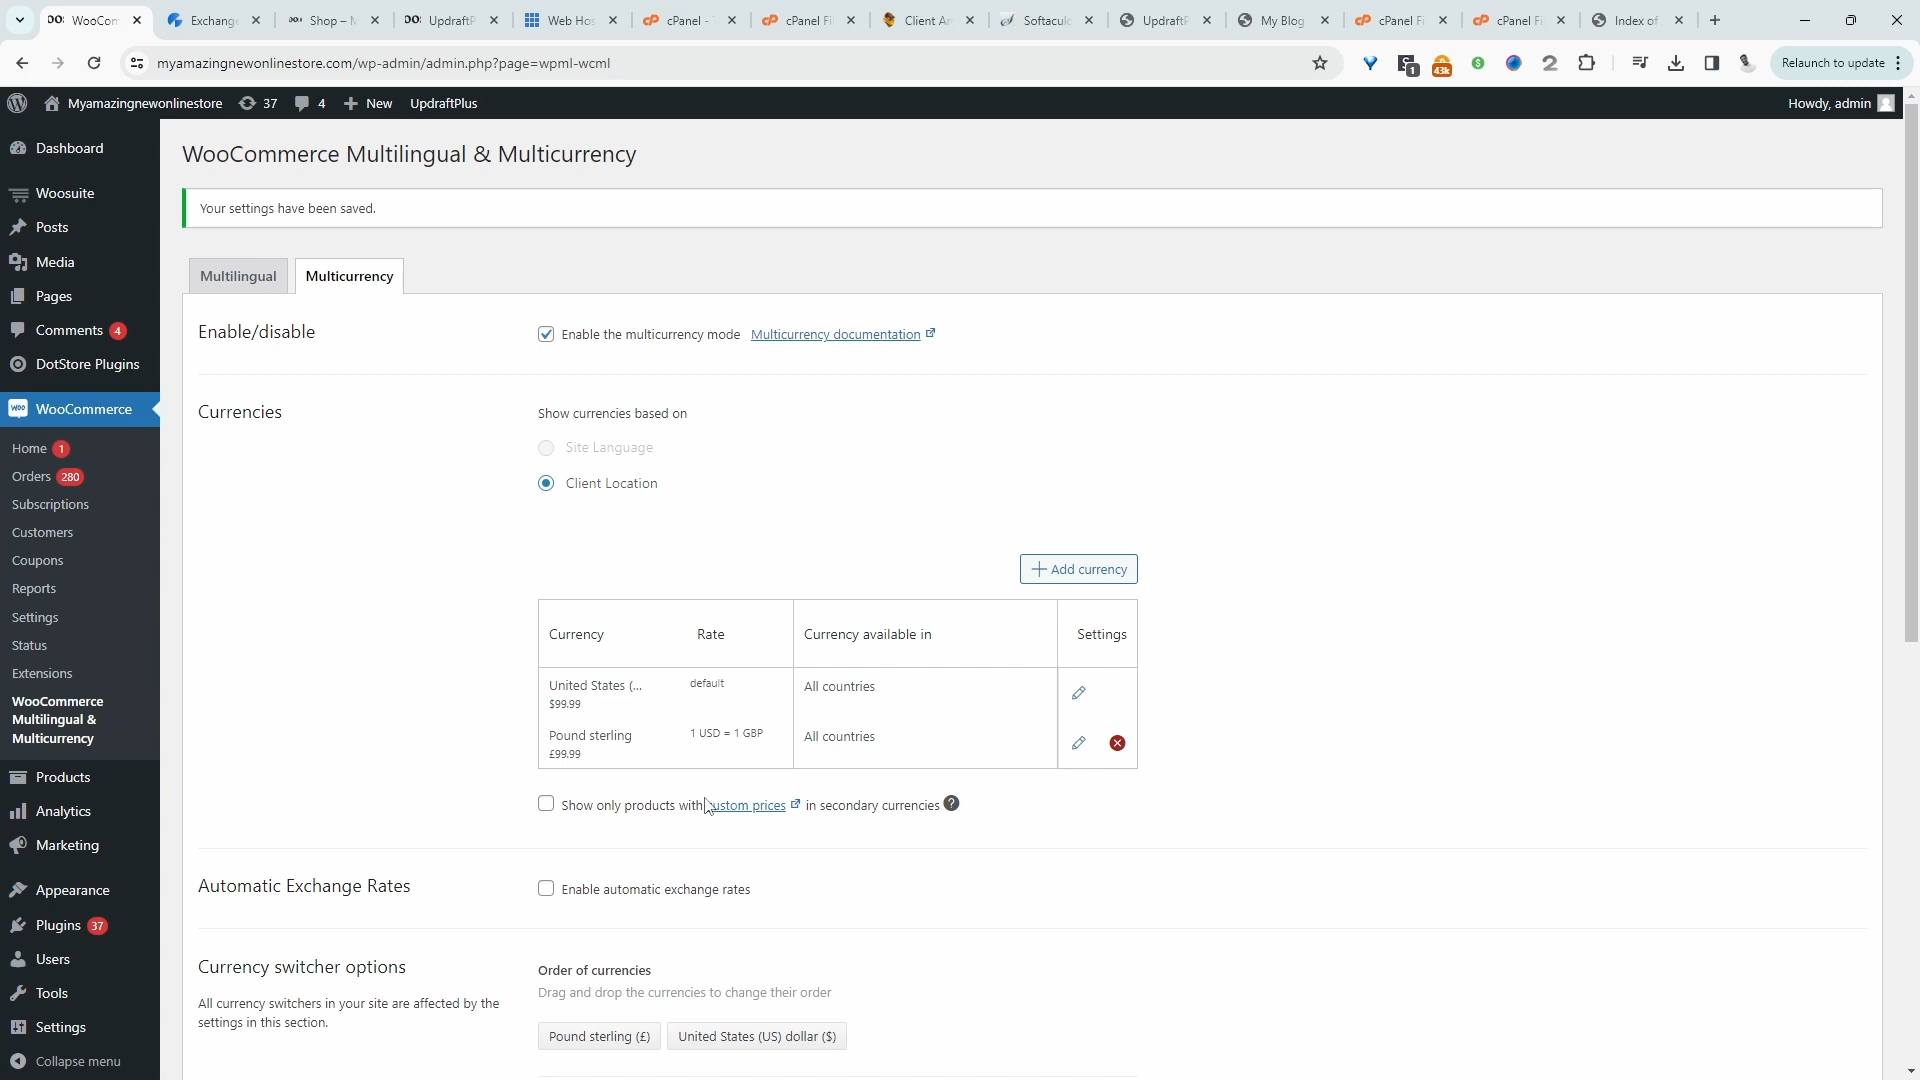 WooCom
Exchang
Shop – M
UpdraftP
Web Hos
cPanel -
cPanel Fi
Client Ar
Softacul
UpdraftP
My Blog
cPanel Fi
cPanel Fi
Index of
myamazingnewonlinestore.com/wp-admin/admin.php?page=wpml-wcml
1
43k
Relaunch to update
Myamazingnewonlinestore 37 4 New UpdraftPlus
Howdy, admin
Dashboard
Woosuite
Posts
Media
Pages
Comments 4
DotStore Plugins
WooCommerce
Home 1
Orders 280
Subscriptions
Customers
Coupons
Reports
Settings
Status
Extensions
WooCommerce
Multilingual &
Multicurrency
Products
Analytics
Marketing
Appearance
Plugins 37
Users
Tools
Settings
Collapse menu
WooCommerce Multilingual & Multicurrency
Your settings have been saved.
Multilingual Multicurrency
Enable/disable
Enable the multicurrency mode Multicurrency documentation
Currencies
Show currencies based on
Site Language
Client Location
Add currency
Currency Rate Currency available in Settings
United States (... default All countries
$99.99
Pound sterling 1 USD = 1 GBP All countries
£99.99
Show only products with custom prices in secondary currencies ?
Automatic Exchange Rates
Enable automatic exchange rates
Currency switcher options
All currency switchers in your site are affected by the
settings in this section.
Order of currencies
Drag and drop the currencies to change their order
Pound sterling (£) United States (US) dollar ($)